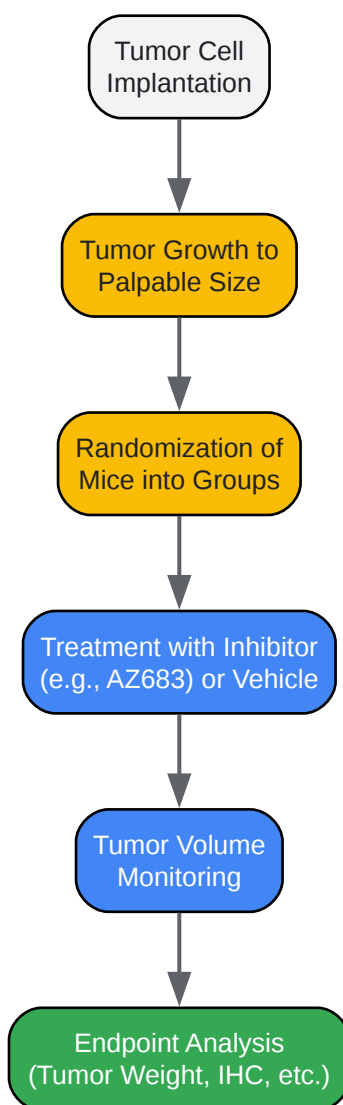 Tumor Cell
Implantation
Tumor Growth to
Palpable Size
Randomization of
Mice into Groups
Treatment with Inhibitor
(e.g., AZ683) or Vehicle
Tumor Volume
Monitoring
Endpoint Analysis
(Tumor Weight, IHC, etc.)